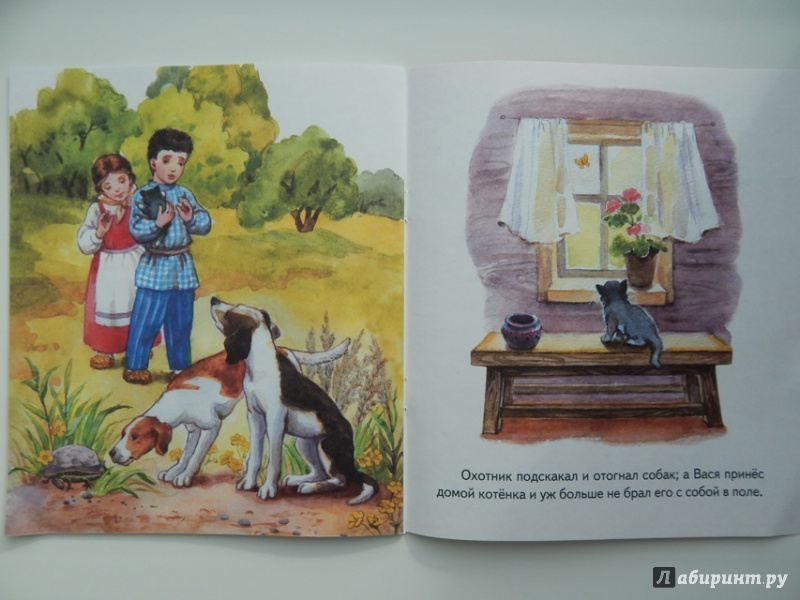 Охотник подскакал и отогнал собак; а Вася принёс
домой котёнка и уж больше не брал его с собой в поле.
Лабиринт.ру